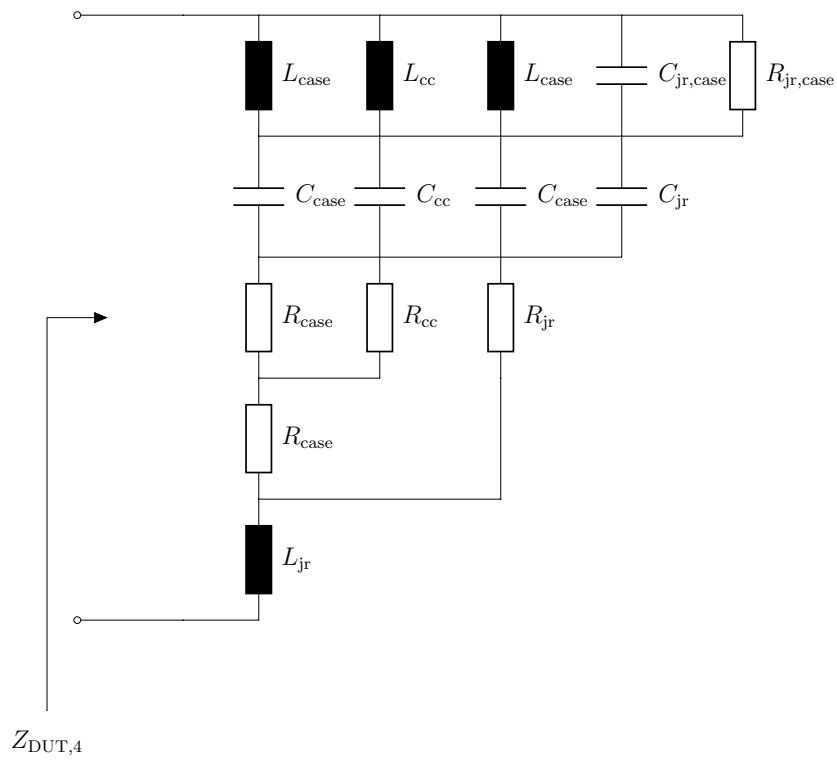 L_case L_cc L_case C_jr,case R_jr,case
C_case C_cc C_case C_jr
R_case R_cc R_jr
R_case
L_jr
Z_DUT,4